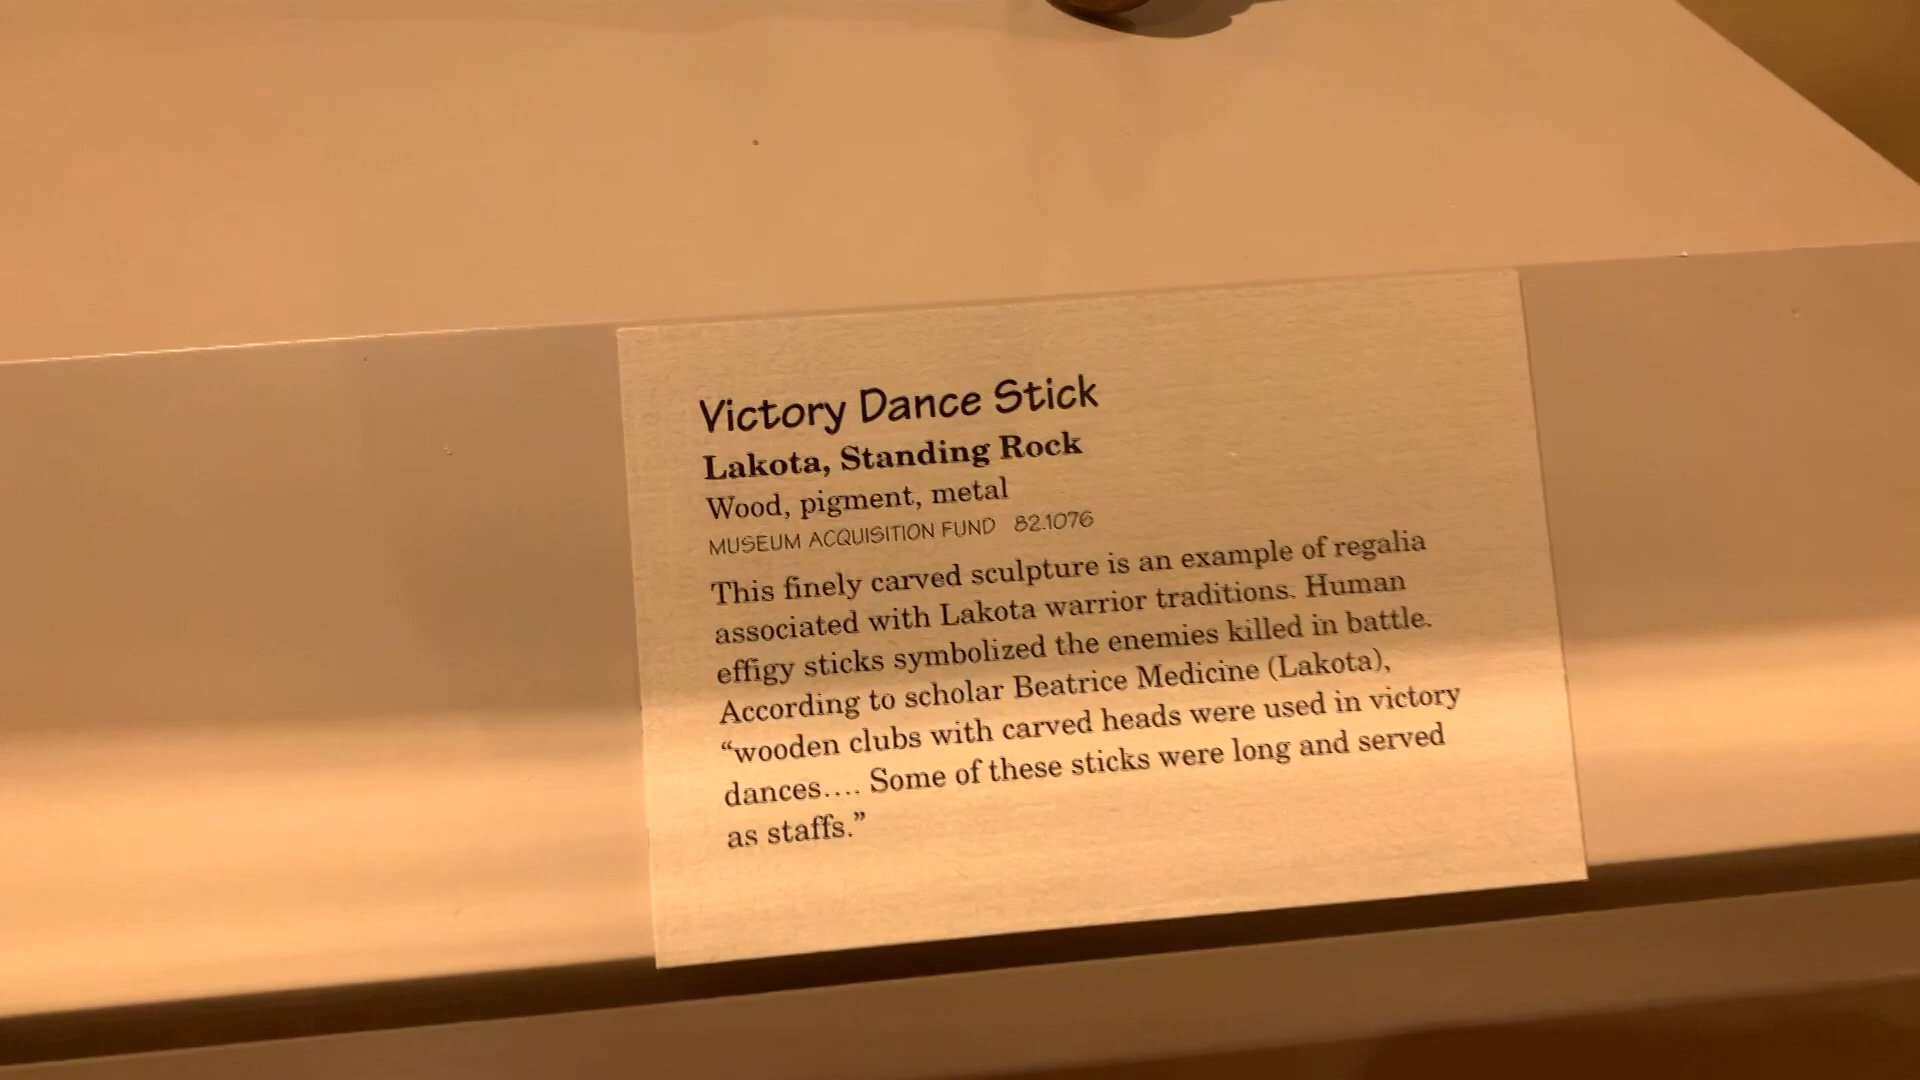 Victory Dance Stick
Lakota, Standing Rock
Wood, pigment, metal
MUSEUM ACQUISITION FUND 82.1076
This finely carved sculpture is an example of regalia
associated with Lakota warrior traditions. Human
effigy sticks symbolized the enemies killed in battle.
According to scholar Beatrice Medicine (Lakota),
“wooden clubs with carved heads were used in victory
dances.... Some of these sticks were long and served
as staffs.”